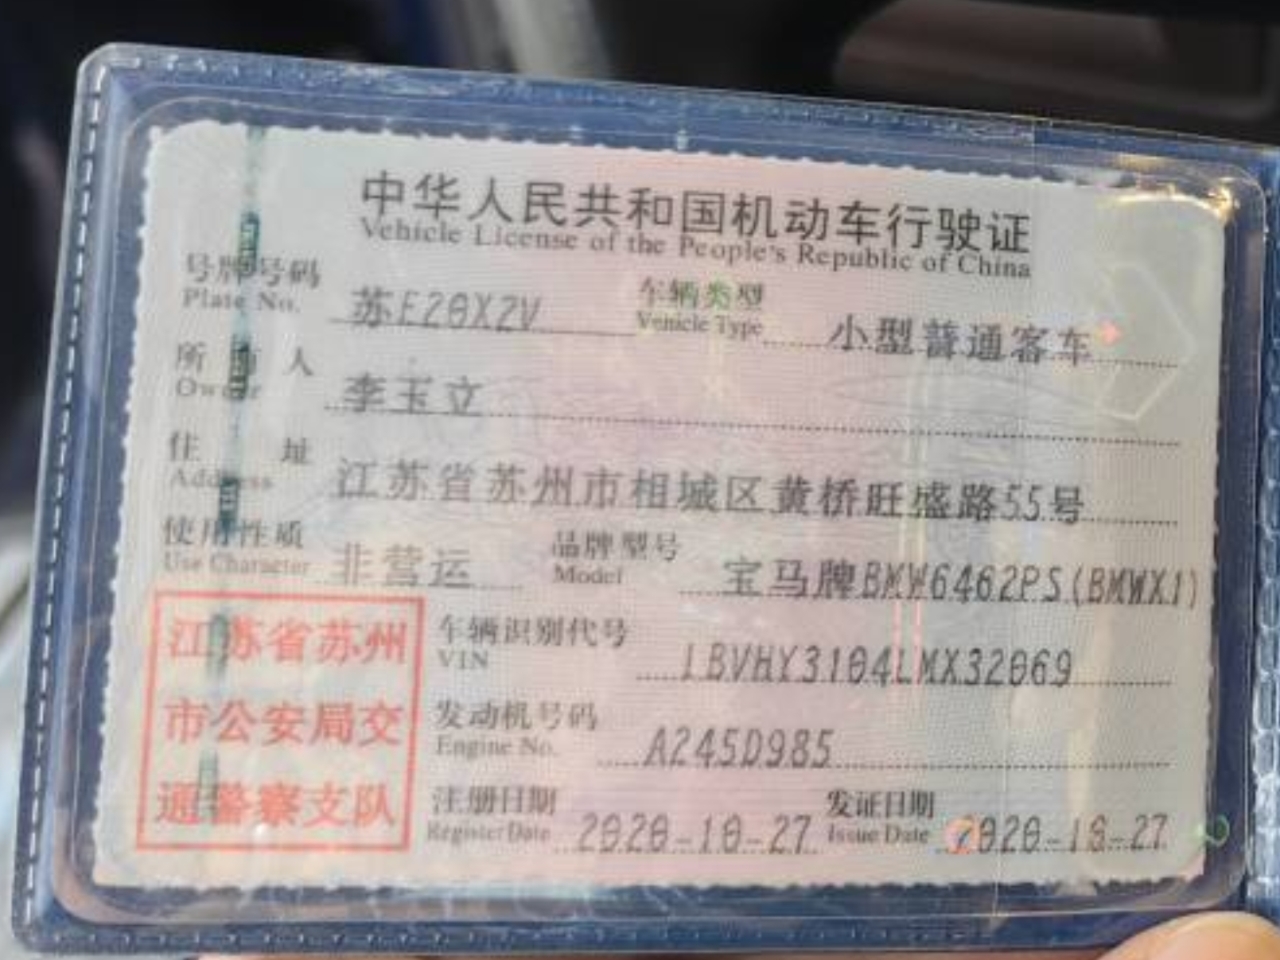 中华人民共和国机动车行驶证
Vehicle License of the People's Republic of China
号牌号码 苏E20X2V 车辆类型 小型普通客车
Plate No. Vehicle Type
所有人 李玉立
Owner
住址 江苏省苏州市相城区黄桥旺盛路55号
Address
使用性质 非营运 品牌型号 宝马牌BMW6462PS(BMWX1)
Use Character Model
江苏省苏州
市公安局交
通警察支队
车辆识别代号 LBVHY3104LMX32069
VIN
发动机号码 A245D985
Engine No.
注册日期 2020-10-27 发证日期 2020-10-27
Register Date Issue Date